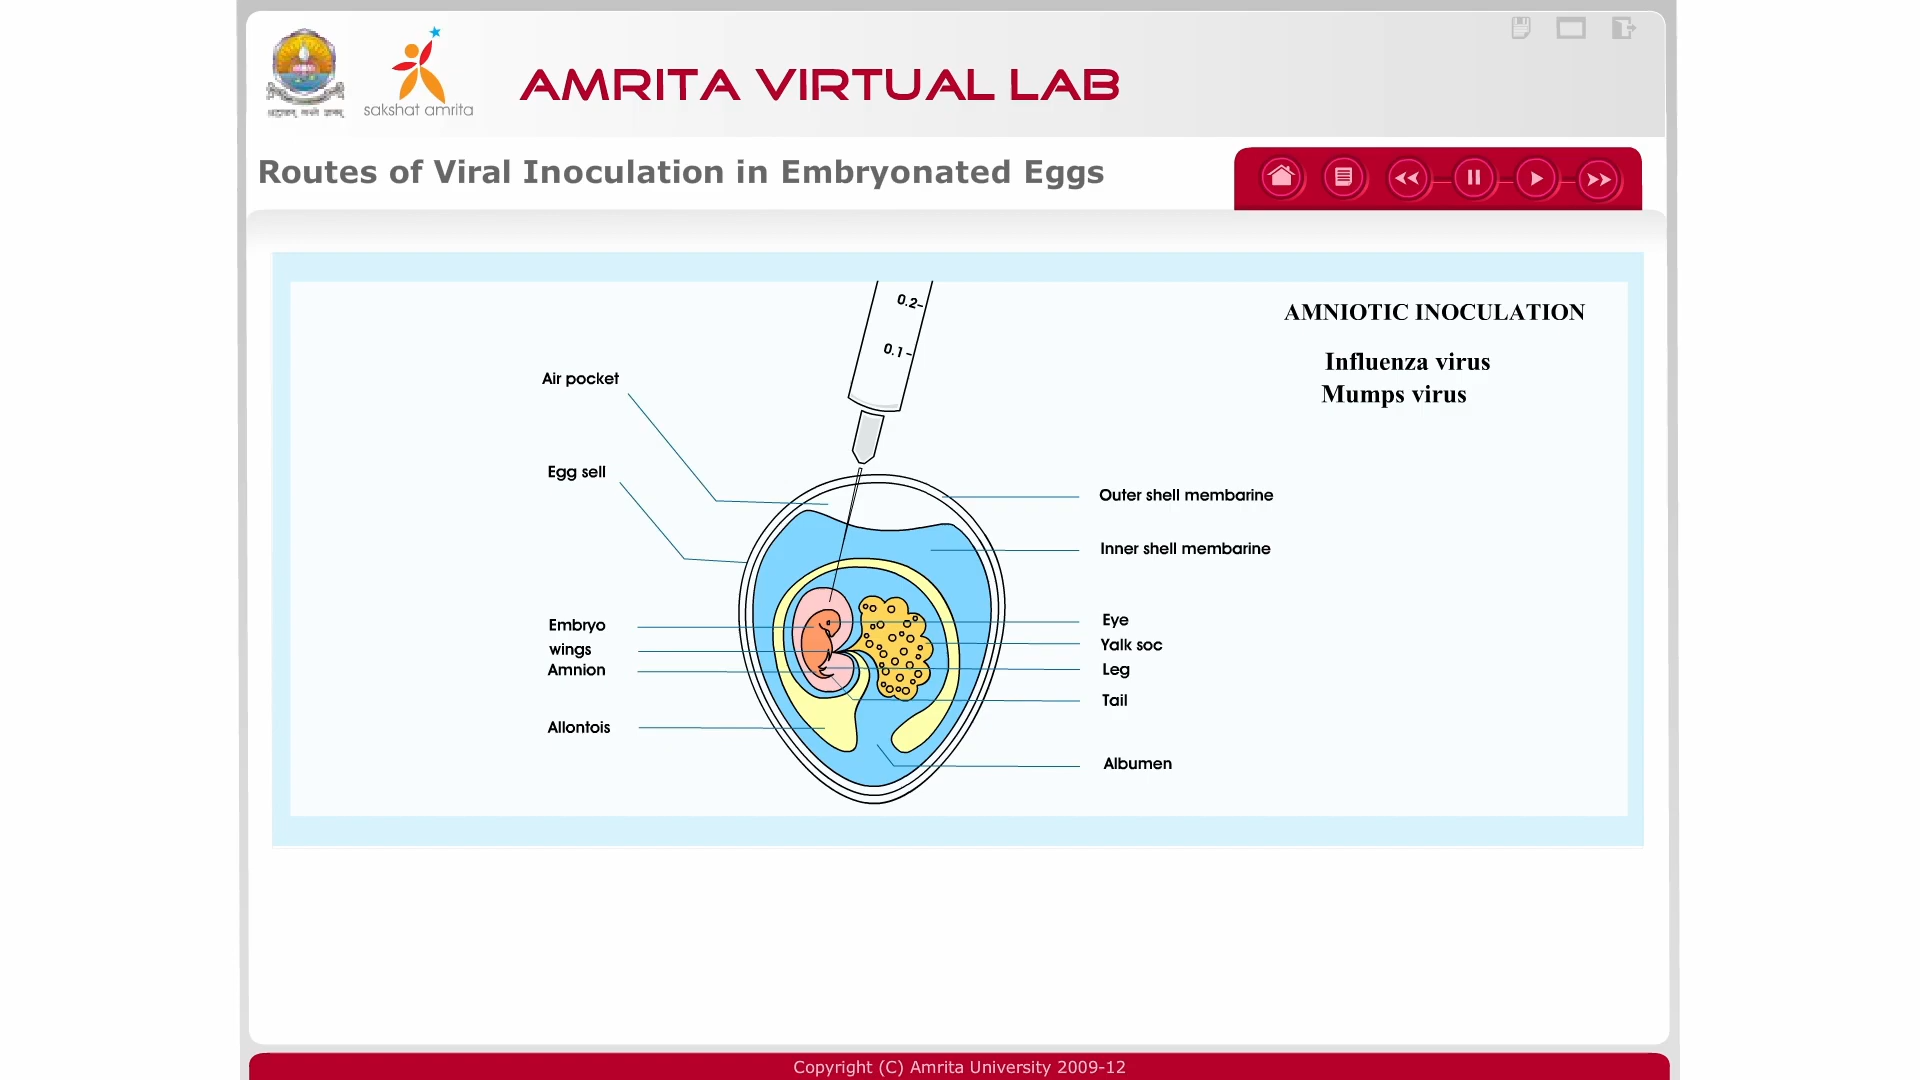 sakshat amrita
AMRITA VIRTUAL LAB
Routes of Viral Inoculation in Embryonated Eggs
AMNIOTIC INOCULATION
Influenza virus
Mumps virus
0.2-
0.1-
Air pocket
Egg sell
Embryo
wings
Amnion
Allontois
Outer shell membarine
Inner shell membarine
Eye
Yalk soc
Leg
Tail
Albumen
Copyright (C) Amrita University 2009-12